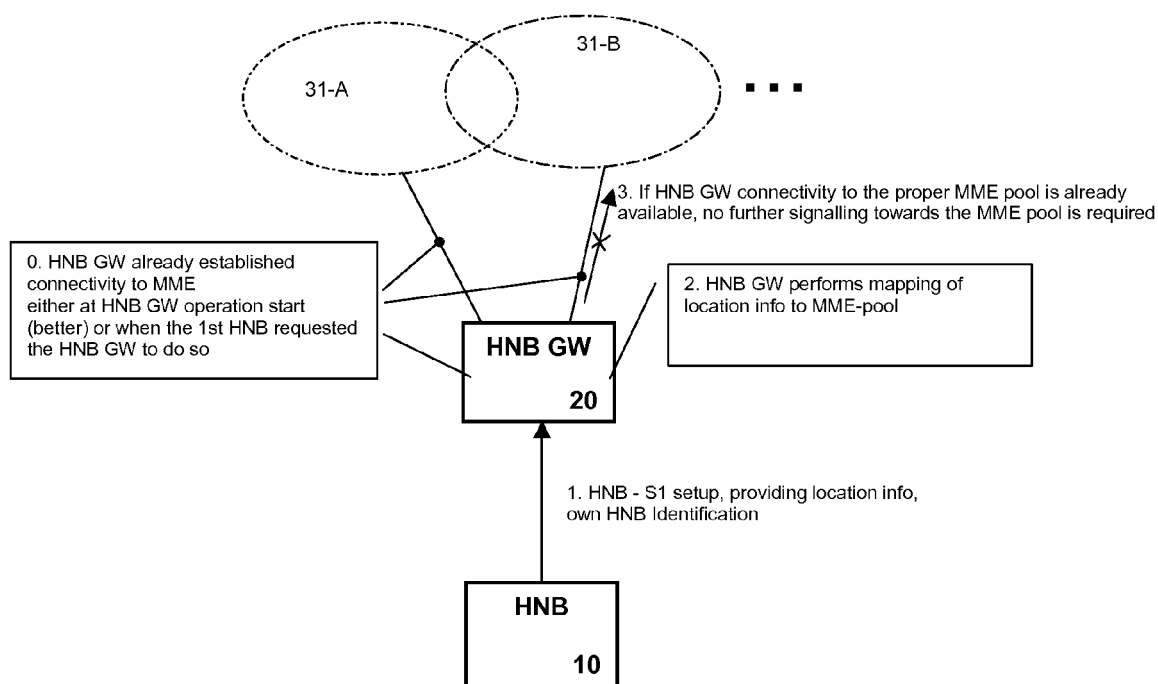 31-A
31-B
3. If HNB GW connectivity to the proper MME pool is already
available, no further signalling towards the MME pool is required
0. HNB GW already established
connectivity to MME
either at HNB GW operation start
(better) or when the 1st HNB requested
the HNB GW to do so
2. HNB GW performs mapping of
location info to MME-pool
HNB GW
20
1. HNB - S1 setup, providing location info,
own HNB Identification
HNB
10